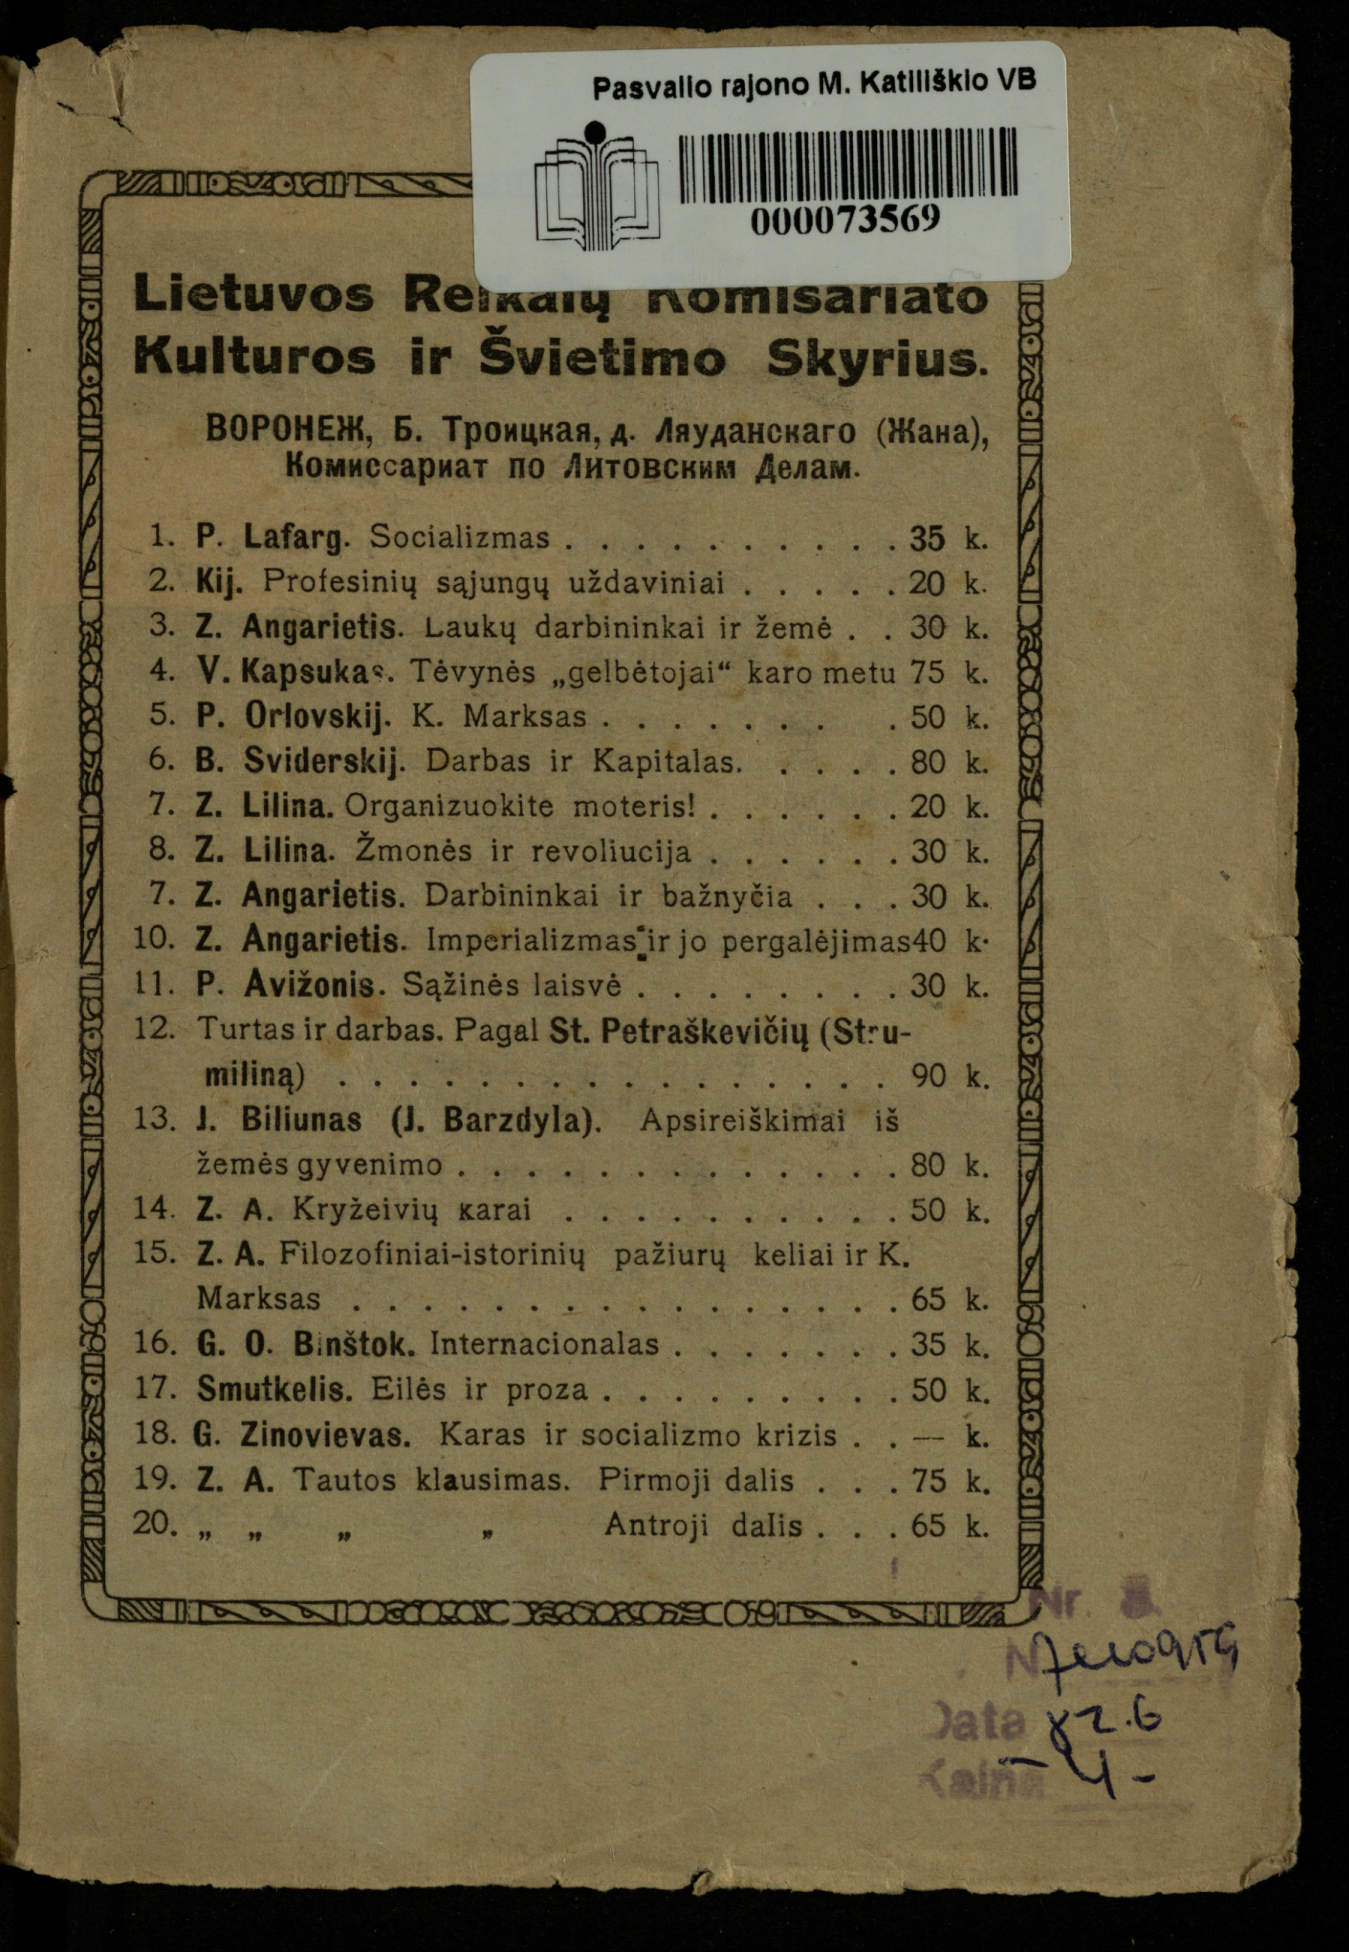 Pasvalio rajono M. Katiliškio VB
000073569
Lietuvos Reikalų Komisariato
Kulturos ir Švietimo Skyrius.
ВОРОНЕЖ, Б. Троицкая, д. Ляуданскаго (Жана),
Комиссариат по Литовским Делам.
1. P. Lafarg. Socializmas . . . . . . . . . . 35 k.
2. Kij. Profesinių sąjungų uždaviniai . . . . . 20 k.
3. Z. Angarietis. Laukų darbininkai ir žemė . . 30 k.
4. V. Kapsukas. Tėvynės „gelbėtojai“ karo metu 75 k.
5. P. Orlovskij. K. Marksas . . . . . . . . 50 k.
6. B. Sviderskij. Darbas ir Kapitalas. . . . . 80 k.
7. Z. Lilina. Organizuokite moteris! . . . . . . 20 k.
8. Z. Lilina. Žmonės ir revoliucija . . . . . . 30 k.
7. Z. Angarietis. Darbininkai ir bažnyčia . . . 30 k.
10. Z. Angarietis. Imperializmas ir jo pergalėjimas 40 k.
11. P. Avižonis. Sąžinės laisvė . . . . . . . . 30 k.
12. Turtas ir darbas. Pagal St. Petraškevičių (Stru-
miliną) . . . . . . . . . . . . . . . . 90 k.
13. J. Biliunas (J. Barzdyla). Apsireiškimai iš
žemės gyvenimo . . . . . . . . . . . . . 80 k.
14. Z. A. Kryžeivių karai . . . . . . . . . . 50 k.
15. Z. A. Filozofiniai-istorinių pažiurų keliai ir K.
Marksas . . . . . . . . . . . . . . . . 65 k.
16. G. O. Binštok. Internacionalas . . . . . . . 35 k.
17. Smutkelis. Eilės ir proza . . . . . . . . . 50 k.
18. G. Zinovievas. Karas ir socializmo krizis . . — k.
19. Z. A. Tautos klausimas. Pirmoji dalis . . . 75 k.
20. „ „ „ „ Antroji dalis . . . 65 k.
Nr.
Data 82.6
Kaina - 4 -